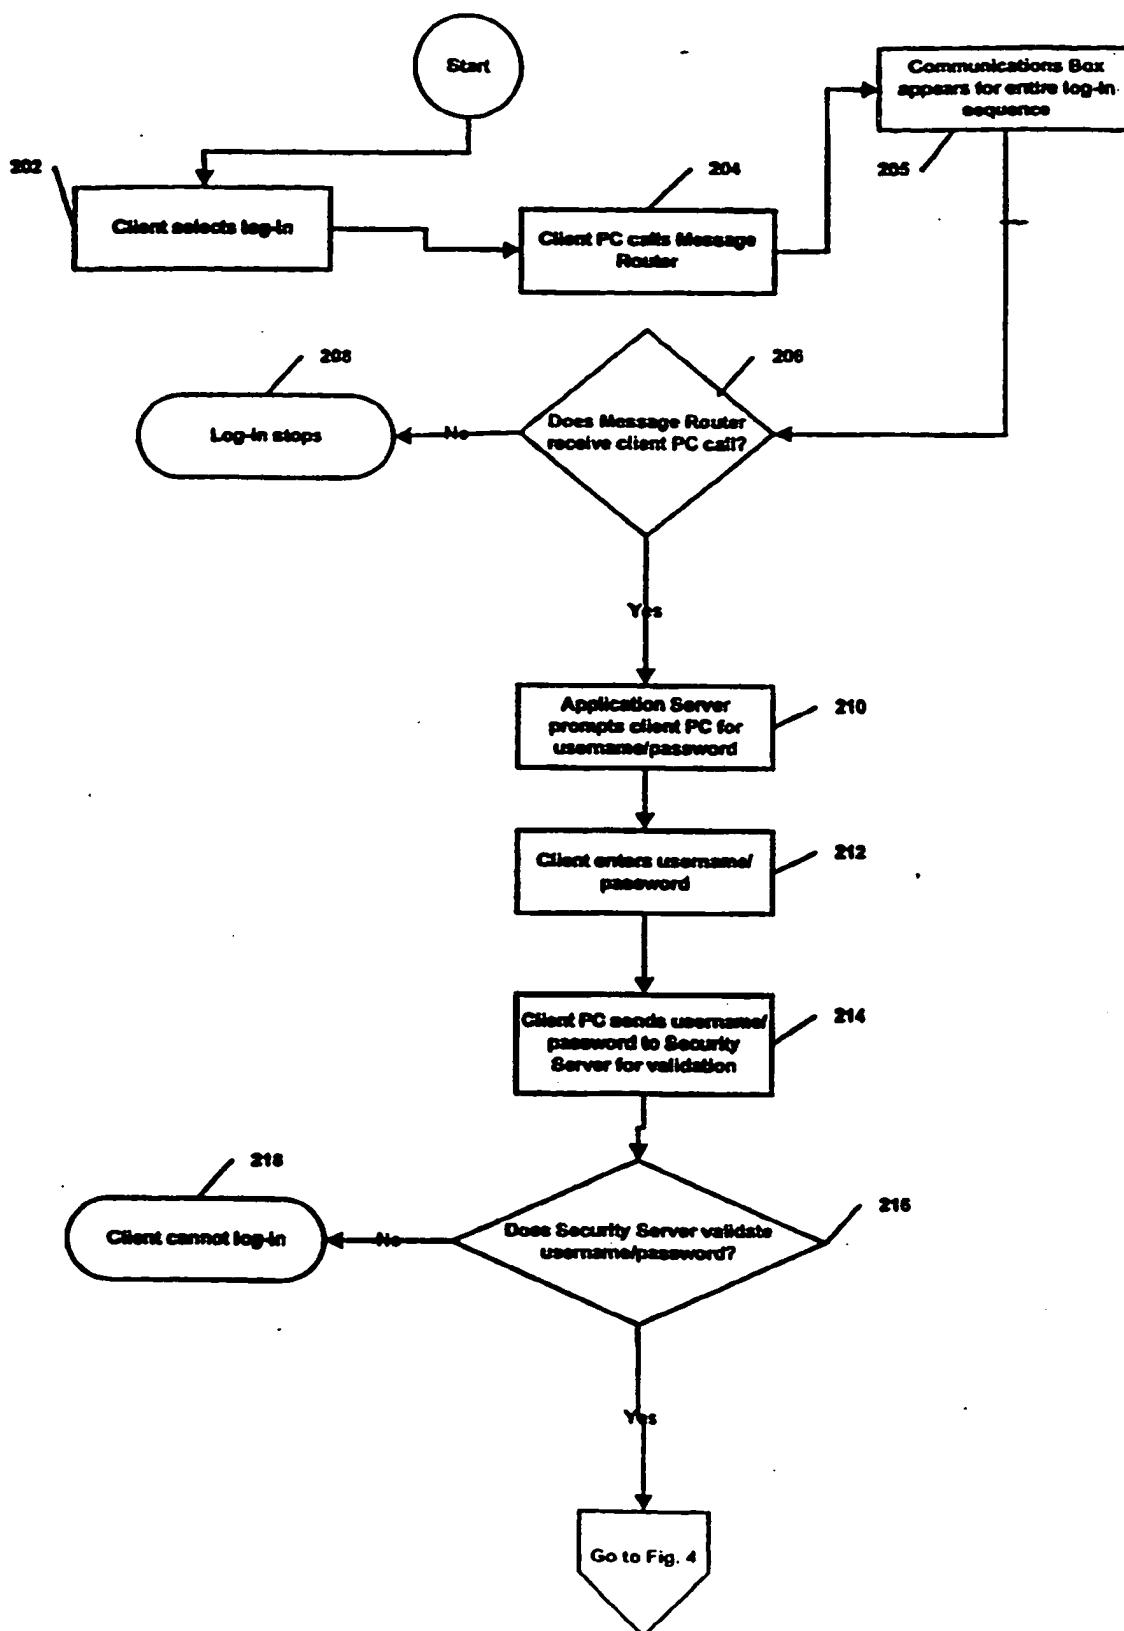 Start
Communications Box
appears for entire log-in
sequence
202
204
205
Client selects log-in
Client PC calls Message
Router
208
206
Does Message Router
receive client PC call?
No
Log-in stops
Yes
Application Server
prompts client PC for
username/password
210
Client enters username/
password
212
Client PC sends username/
password to Security
Server for validation
214
218
216
Does Security Server validate
username/password?
No
Client cannot log-in
Yes
Go to Fig. 4